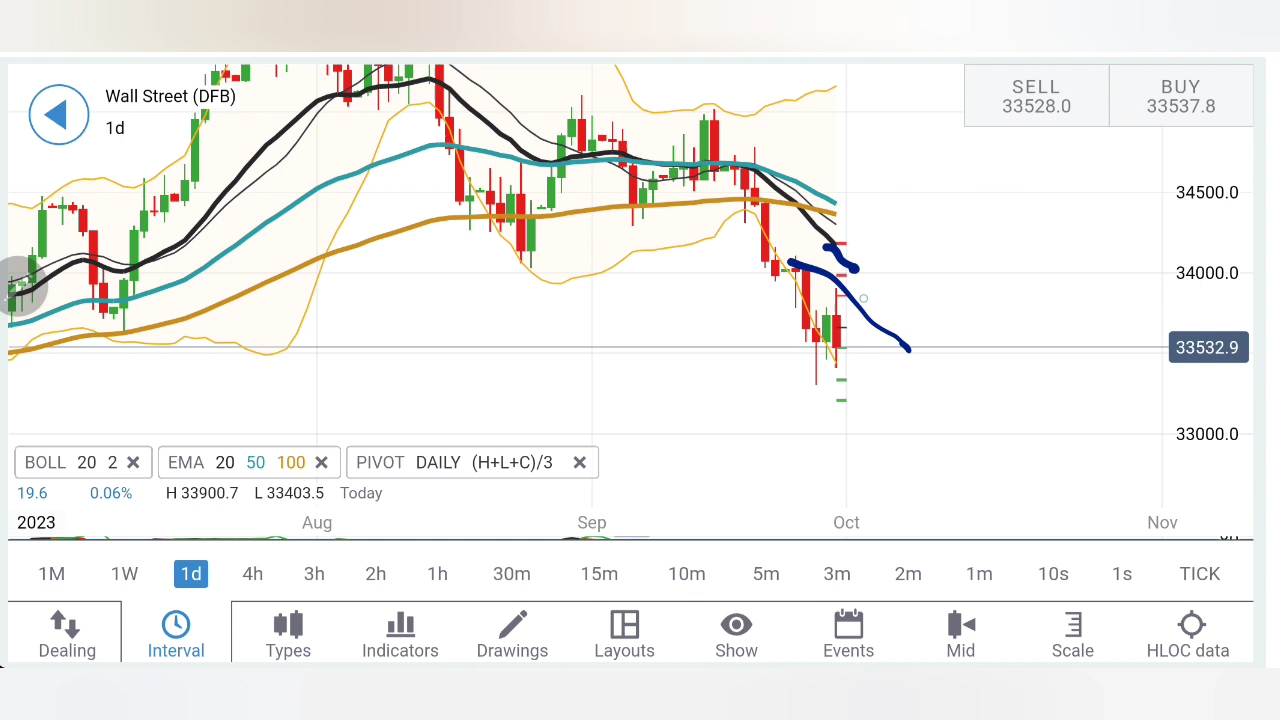 Wall Street (DFB)
1d
SELL
33528.0
BUY
33537.8
34500.0
34000.0
33532.9
33000.0
BOLL 20 2
EMA 20 50 100
PIVOT DAILY (H+L+C)/3
19.6 0.06% H 33900.7 L 33403.5 Today
2023 Aug Sep Oct Nov
1M 1W 1d 4h 3h 2h 1h 30m 15m 10m 5m 3m 2m 1m 10s 1s TICK
Dealing Interval Types Indicators Drawings Layouts Show Events Mid Scale HLOC data